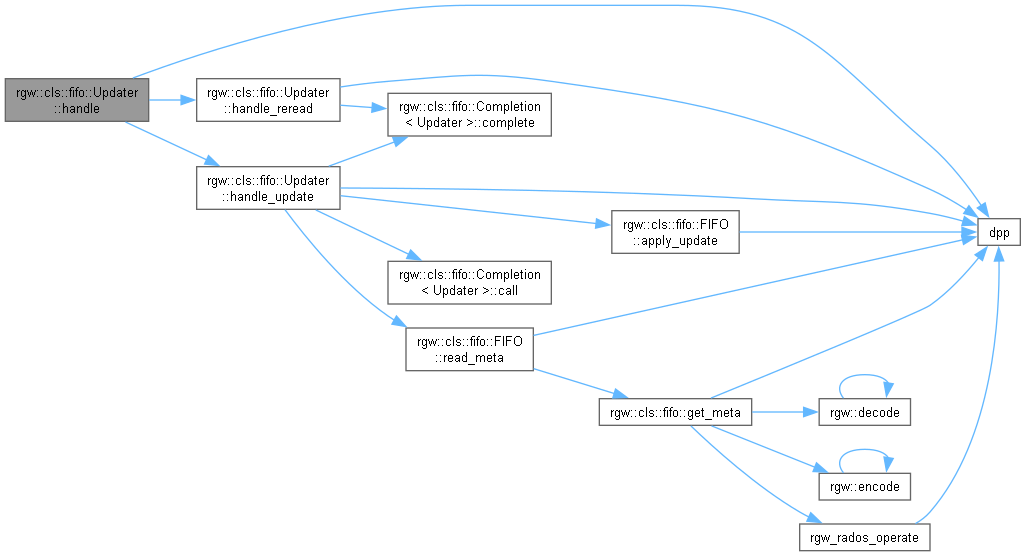 rgw::cls::fifo::Updater
::handle
rgw::cls::fifo::Updater
::handle_reread
rgw::cls::fifo::Completion
< Updater >::complete
rgw::cls::fifo::Updater
::handle_update
rgw::cls::fifo::FIFO
::apply_update
dpp
rgw::cls::fifo::Completion
< Updater >::call
rgw::cls::fifo::FIFO
::read_meta
rgw::cls::fifo::get_meta
rgw::decode
rgw::encode
rgw_rados_operate